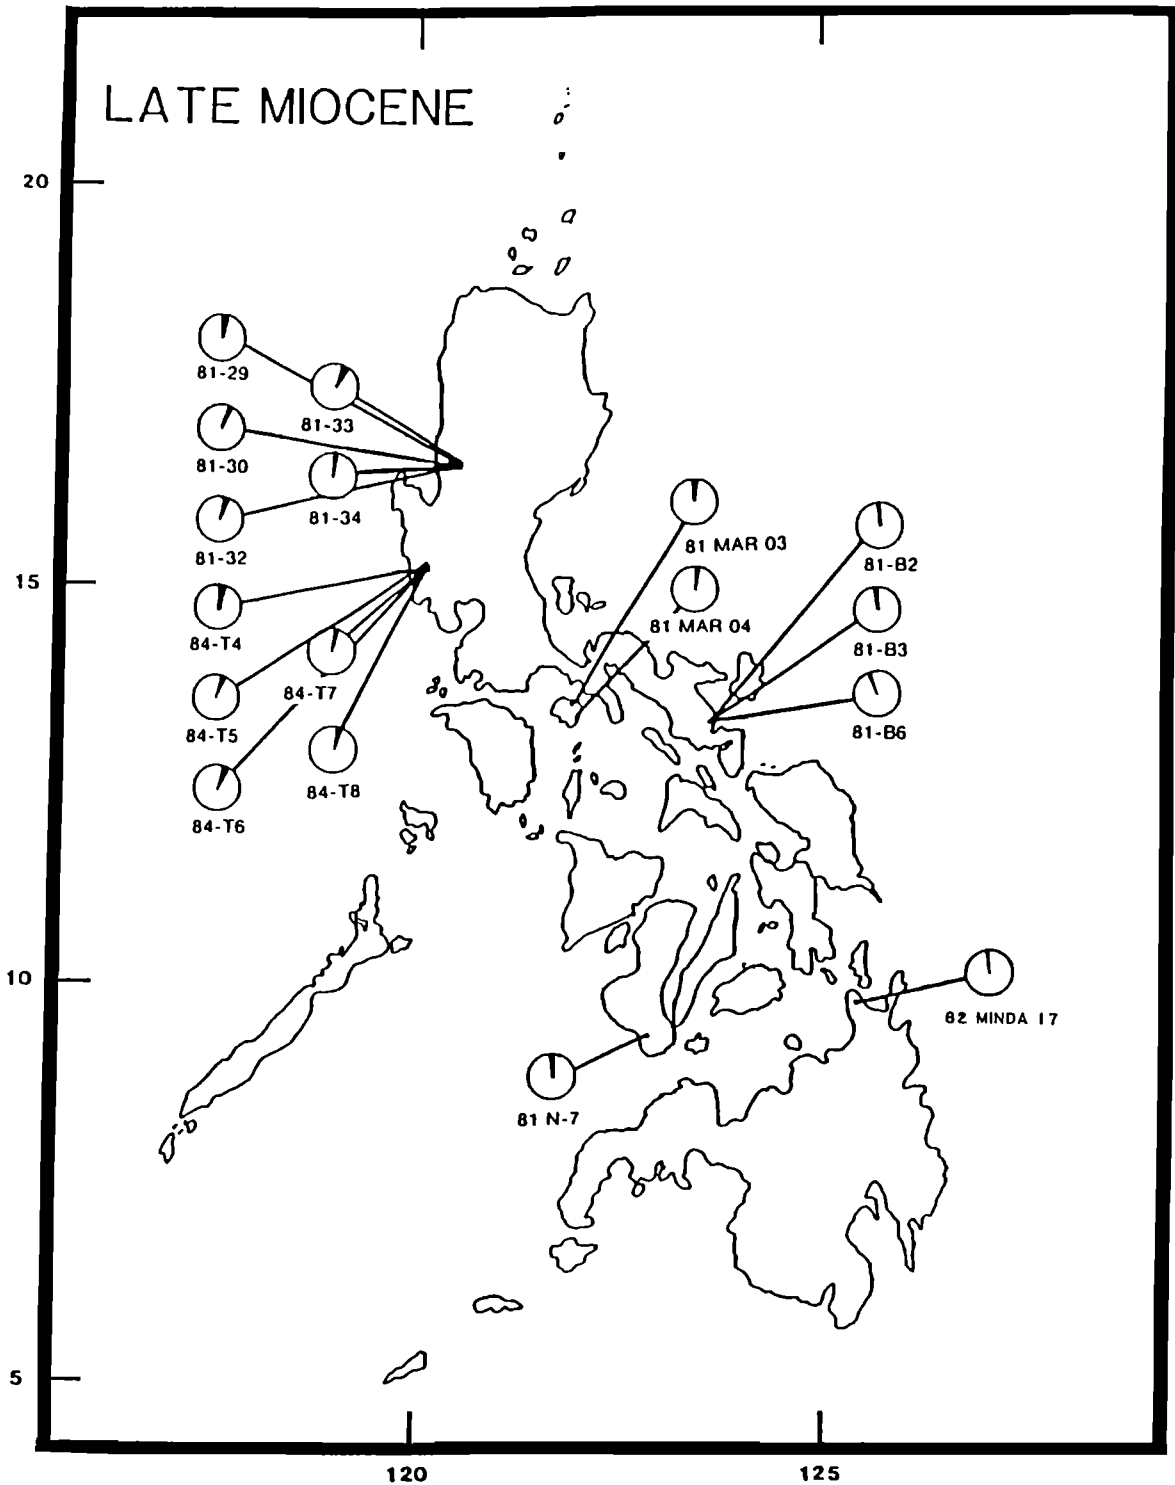 LATE MIOCENE
20
81-29
81-33
81-30
81-34
81-32
81 MAR 03
81-B2
15
84-T4
81 MAR 04
81-B3
84-T7
84-T5
81-B6
84-T8
84-T6
10
82 MINDA 17
81 N-7
5
120
125